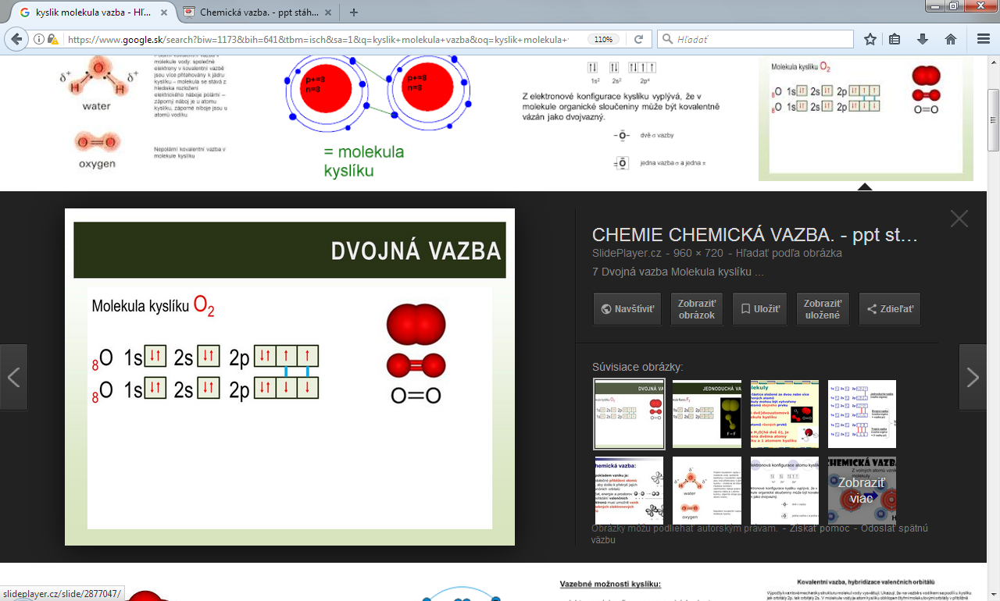 kyslik molekula vazba - Hľ...
Chemická vazba. - ppt stáh...
https://www.google.sk/search?biw=1173&bih=641&tbm=isch&sa=1&q=kyslik+molekula+vazba&oq=kyslik+molekula+
110%
Hľadať
molekule vody: společné
elektrony v kovalentní vazbě
jsou více přitahovány k jádru
kyslíku – molekula se stává z
hlediska rozložení
elektrického náboje polární –
záporný náboj je u atomu
kyslíku, záporné náboje jsou u
atomů vodíku
δ+
δ+
H
H
water
Nepolární kovalentní vazba v
molekule kyslíku
oxygen
p+=8
n=8
p+=8
n=8
= molekula
kyslíku
1s² 2s² 2p⁴
Z elektronové konfigurace kyslíku vyplývá, že v
molekule organické sloučeniny může být kovalentně
vázán jako dvojvazný.
–O– dvě σ vazby
=O jedna vazba σ a jedna π
Molekula kyslíku O₂
₈O 1s ↓↑ 2s ↓↑ 2p ↓↑ ↑ ↑
₈O 1s ↓↑ 2s ↓↑ 2p ↓↑ ↓ ↓
O=O
DVOJNÁ VAZBA
Molekula kyslíku O₂
₈O 1s ↓↑ 2s ↓↑ 2p ↓↑ ↑ ↑
₈O 1s ↓↑ 2s ↓↑ 2p ↓↑ ↓ ↓
O=O
CHEMIE CHEMICKÁ VAZBA. - ppt st...
SlidePlayer.cz - 960 × 720 - Hľadať podľa obrázka
7 Dvojná vazba Molekula kyslíku ...
Navštíviť
Zobraziť
obrázok
Uložiť
Zobraziť
uložené
Zdieľať
Súvisiace obrázky:
DVOJNÁ VA
JEDNODUCHÁ VA
O=O
F – F
hemická vazba:
water
oxygen
CHEMICKÁ VAZB
Zobraziť
viac
Obrázky môžu podliehať autorským právam. - Získať pomoc - Odoslať spätnú
väzbu
slideplayer.cz/slide/2877047/
Vazebné možnosti kyslíku:
Kovalentní vazba, hybridizace valenčních orbitálů